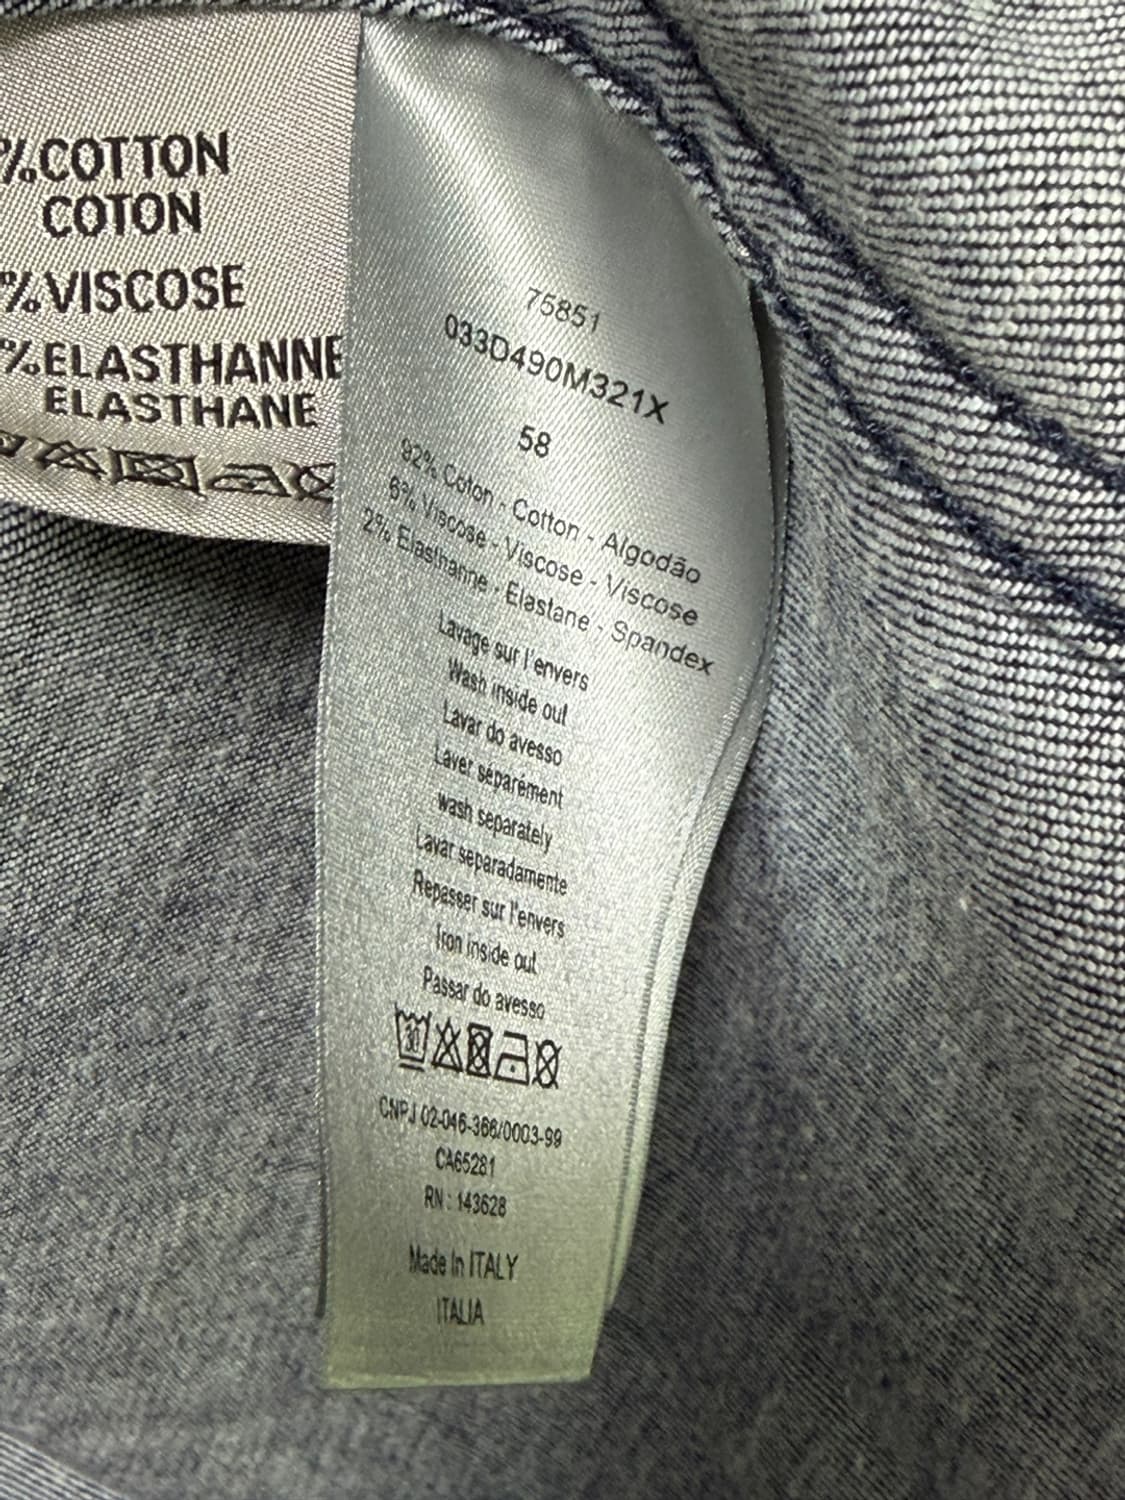 %COTTON
COTON
%VISCOSE
%ELASTHANNE
ELASTHANE
75851
033D490M321X
58
92% Coton - Cotton - Algodão
6% Viscose - Viscose - Viscose
2% Elasthanne - Elastane - Spandex
Lavage sur l'envers
Wash inside out
Lavar do avesso
Laver séparément
wash separately
Lavar separadamente
Repasser sur l'envers
Iron inside out
Passar do avesso
30
CNPJ 02-046-366/0003-99
CA65281
RN : 143628
Made In ITALY
ITALIA